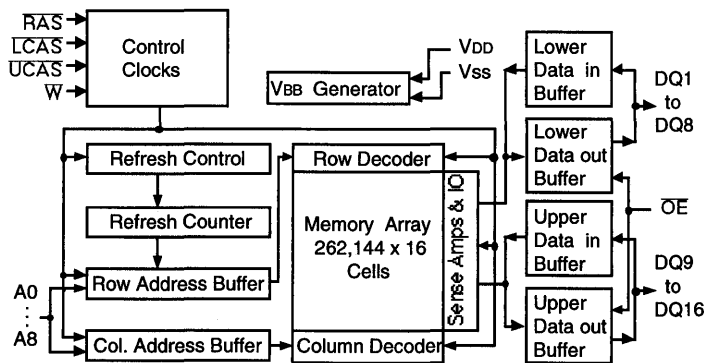 RAS
LCAS
UCAS
W
Control
Clocks
VDD
VSS
VBB Generator
Lower
Data in
Buffer
DQ1
to
DQ8
Lower
Data out
Buffer
Refresh Control
Row Decoder
Refresh Counter
Memory Array
262,144 x 16
Cells
Sense Amps & IO
OE
Upper
Data in
Buffer
A0
A8
Row Address Buffer
DQ9
to
DQ16
Upper
Data out
Buffer
Col. Address Buffer
Column Decoder